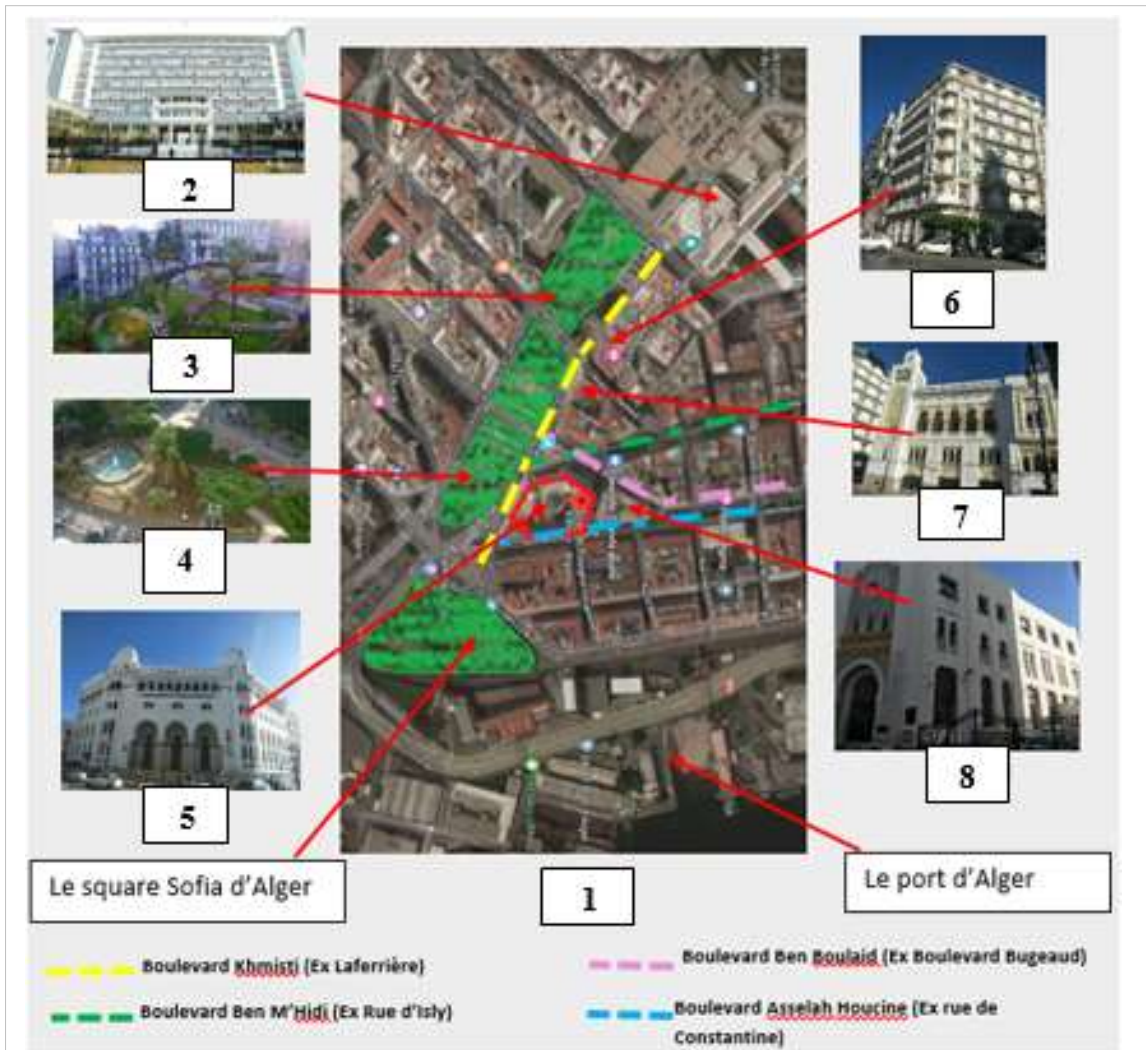 2
3
4
5
6
7
8
Le square Sofia d'Alger
1
Le port d'Alger
Boulevard Khmisti (Ex Laferrière)
Boulevard Ben M'Hidi (Ex Rue d'Isly)
Boulevard Ben Boulaid (Ex Boulevard Bugeaud)
Boulevard Asselah Houcine (Ex rue de
Constantine)